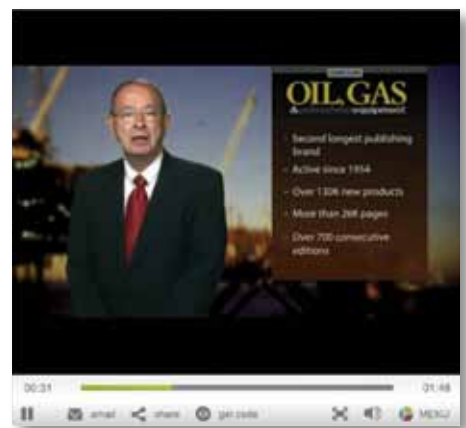 OIL, GAS
& equipment
- Second longest publishing
brand
- Active since 1954
- Over 130K new products
- More than 26K pages
- Over 700 consecutive
editions
00:31
01:48
email
share
get code
MENU